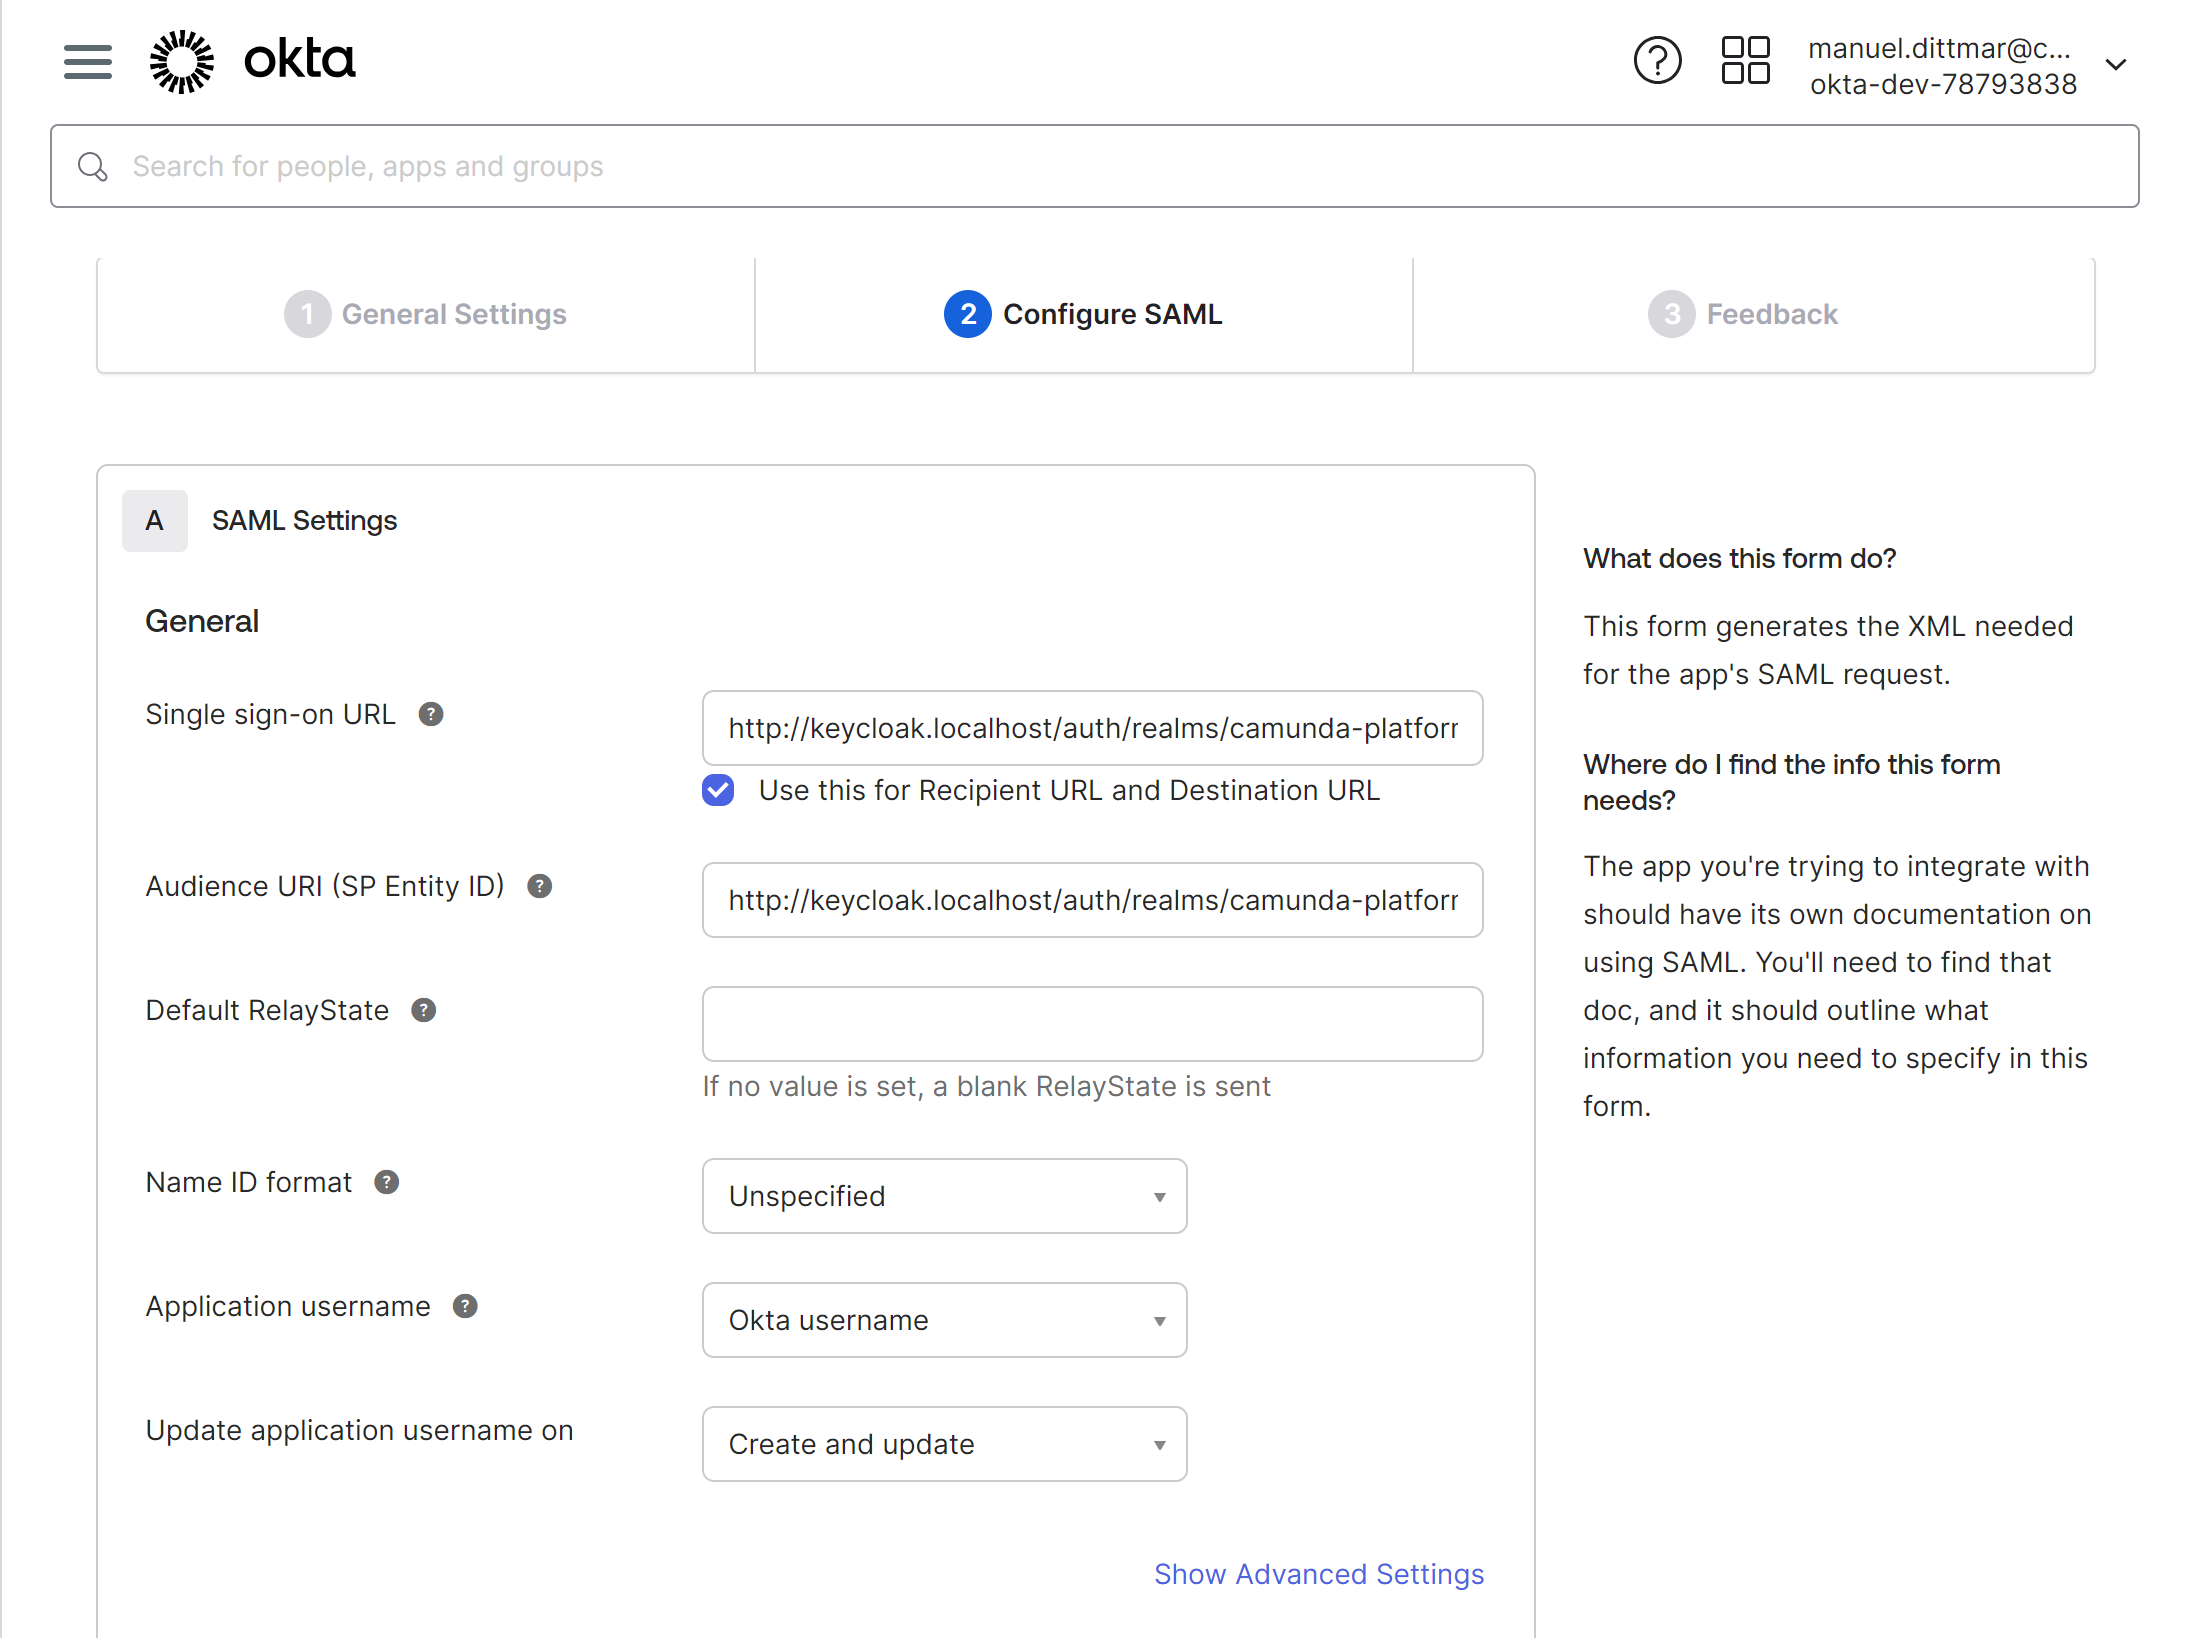 okta
manuel.dittmar@c...
okta-dev-78793838
Search for people, apps and groups
1 General Settings
2 Configure SAML
3 Feedback
A SAML Settings
General
Single sign-on URL ?
http://keycloak.localhost/auth/realms/camunda-platforr
Use this for Recipient URL and Destination URL
Audience URI (SP Entity ID) ?
http://keycloak.localhost/auth/realms/camunda-platforr
Default RelayState ?
If no value is set, a blank RelayState is sent
Name ID format ?
Unspecified
Application username ?
Okta username
Update application username on
Create and update
Show Advanced Settings
What does this form do?
This form generates the XML needed
for the app's SAML request.
Where do I find the info this form
needs?
The app you're trying to integrate with
should have its own documentation on
using SAML. You'll need to find that
doc, and it should outline what
information you need to specify in this
form.